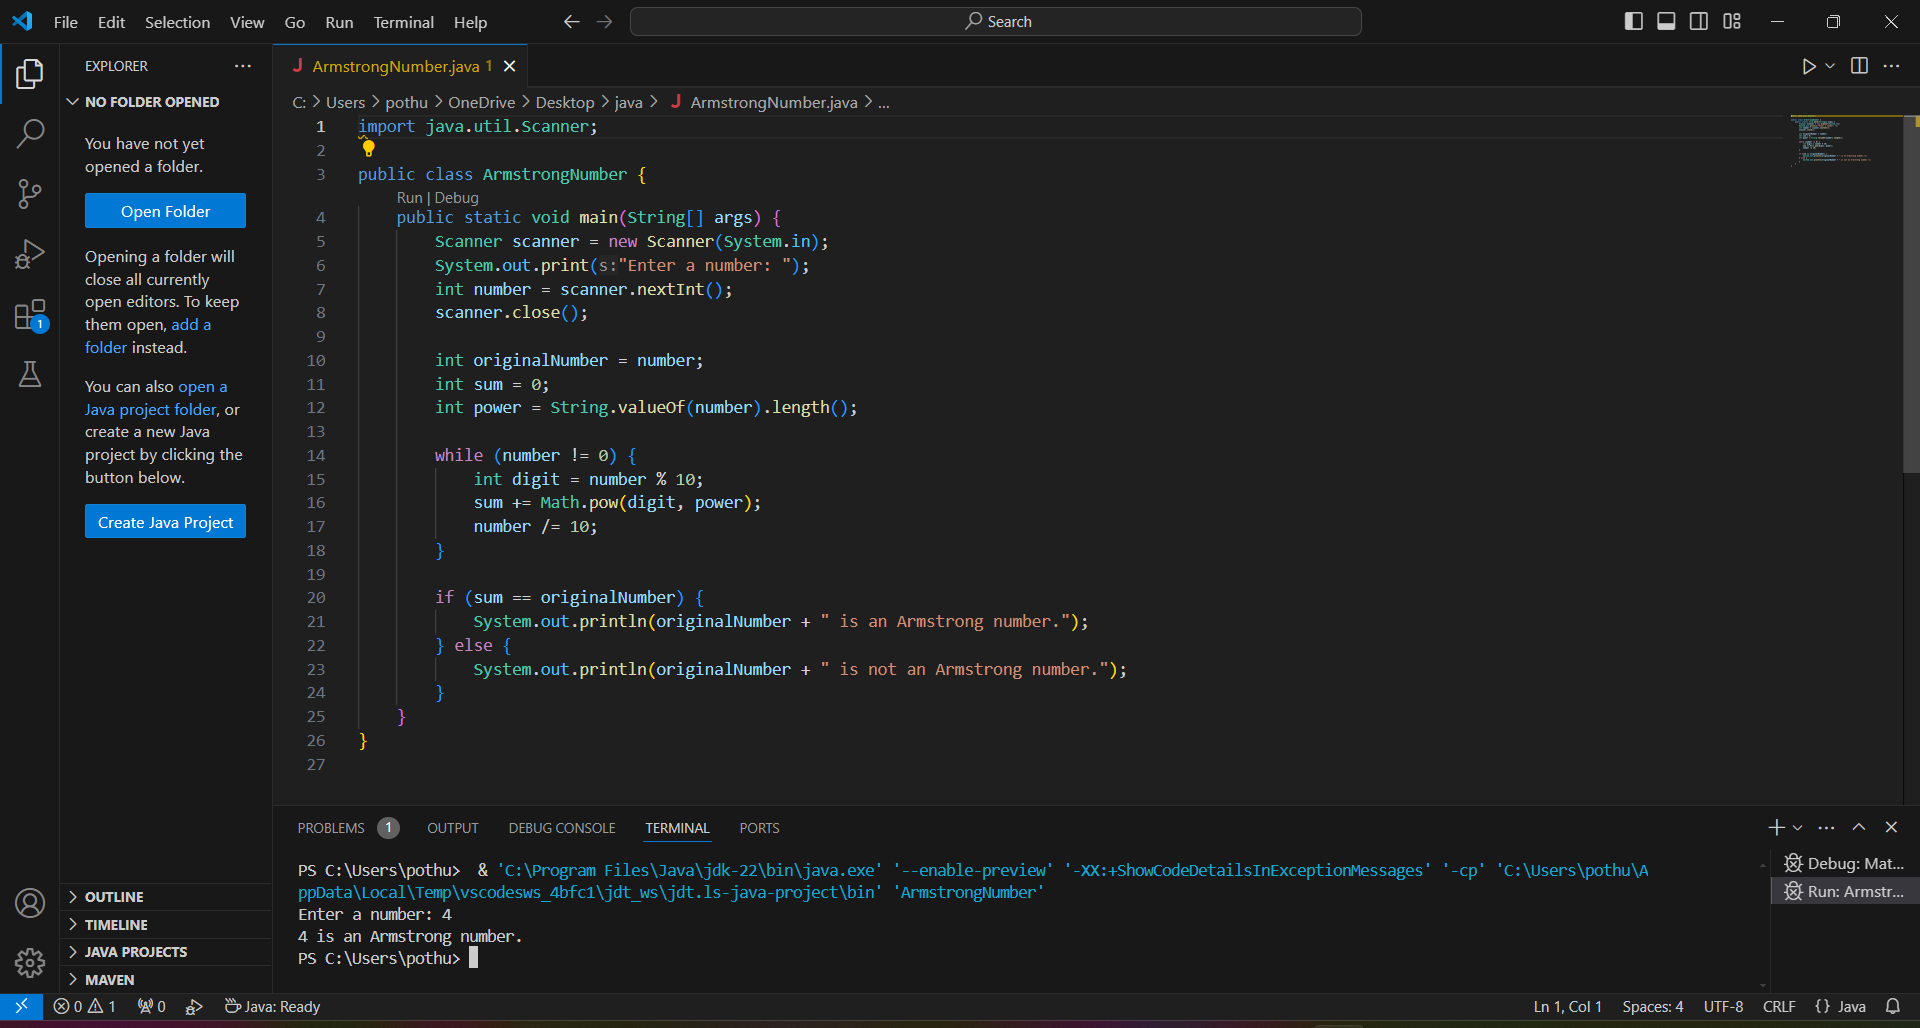 File Edit Selection View Go Run Terminal Help
Search
EXPLORER
NO FOLDER OPENED
You have not yet
opened a folder.
Open Folder
Opening a folder will
close all currently
open editors. To keep
them open, add a
folder instead.
You can also open a
Java project folder, or
create a new Java
project by clicking the
button below.
Create Java Project
OUTLINE
TIMELINE
JAVA PROJECTS
MAVEN
1
ArmstrongNumber.java 1
C: > Users > pothu > OneDrive > Desktop > java > J ArmstrongNumber.java > ...
1 import java.util.Scanner;
2
3 public class ArmstrongNumber {
Run | Debug
4 public static void main(String[] args) {
5 Scanner scanner = new Scanner(System.in);
6 System.out.print(s:"Enter a number: ");
7 int number = scanner.nextInt();
8 scanner.close();
9
10 int originalNumber = number;
11 int sum = 0;
12 int power = String.valueOf(number).length();
13
14 while (number != 0) {
15 int digit = number % 10;
16 sum += Math.pow(digit, power);
17 number /= 10;
18 }
19
20 if (sum == originalNumber) {
21 System.out.println(originalNumber + " is an Armstrong number.");
22 } else {
23 System.out.println(originalNumber + " is not an Armstrong number.");
24 }
25 }
26 }
27
PROBLEMS 1 OUTPUT DEBUG CONSOLE TERMINAL PORTS
PS C:\Users\pothu> & 'C:\Program Files\Java\jdk-22\bin\java.exe' '--enable-preview' '-XX:+ShowCodeDetailsInExceptionMessages' '-cp' 'C:\Users\pothu\A
ppData\Local\Temp\vscodesws_4bfc1\jdt_ws\jdt.ls-java-project\bin' 'ArmstrongNumber'
Enter a number: 4
4 is an Armstrong number.
PS C:\Users\pothu>
Debug: Mat...
Run: Armstr...
0 1 0 Java: Ready Ln 1, Col 1 Spaces: 4 UTF-8 CRLF {} Java